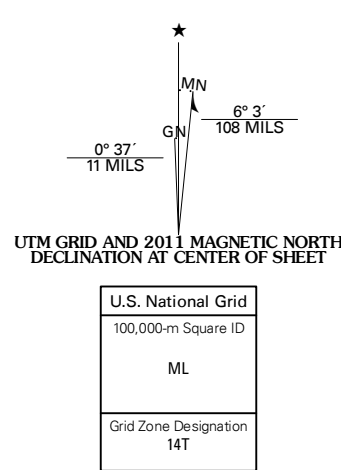 ★
MN
GN
6° 3´
108 MILS
0° 37´
11 MILS
UTM GRID AND 2011 MAGNETIC NORTH
DECLINATION AT CENTER OF SHEET
U.S. National Grid
100,000-m Square ID
ML
Grid Zone Designation
14T